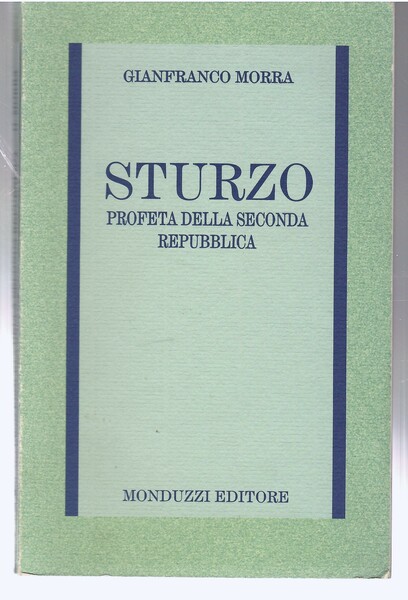 GIANFRANCO MORRA
STURZO
PROFETA DELLA SECONDA
REPUBBLICA
MONDUZZI EDITORE